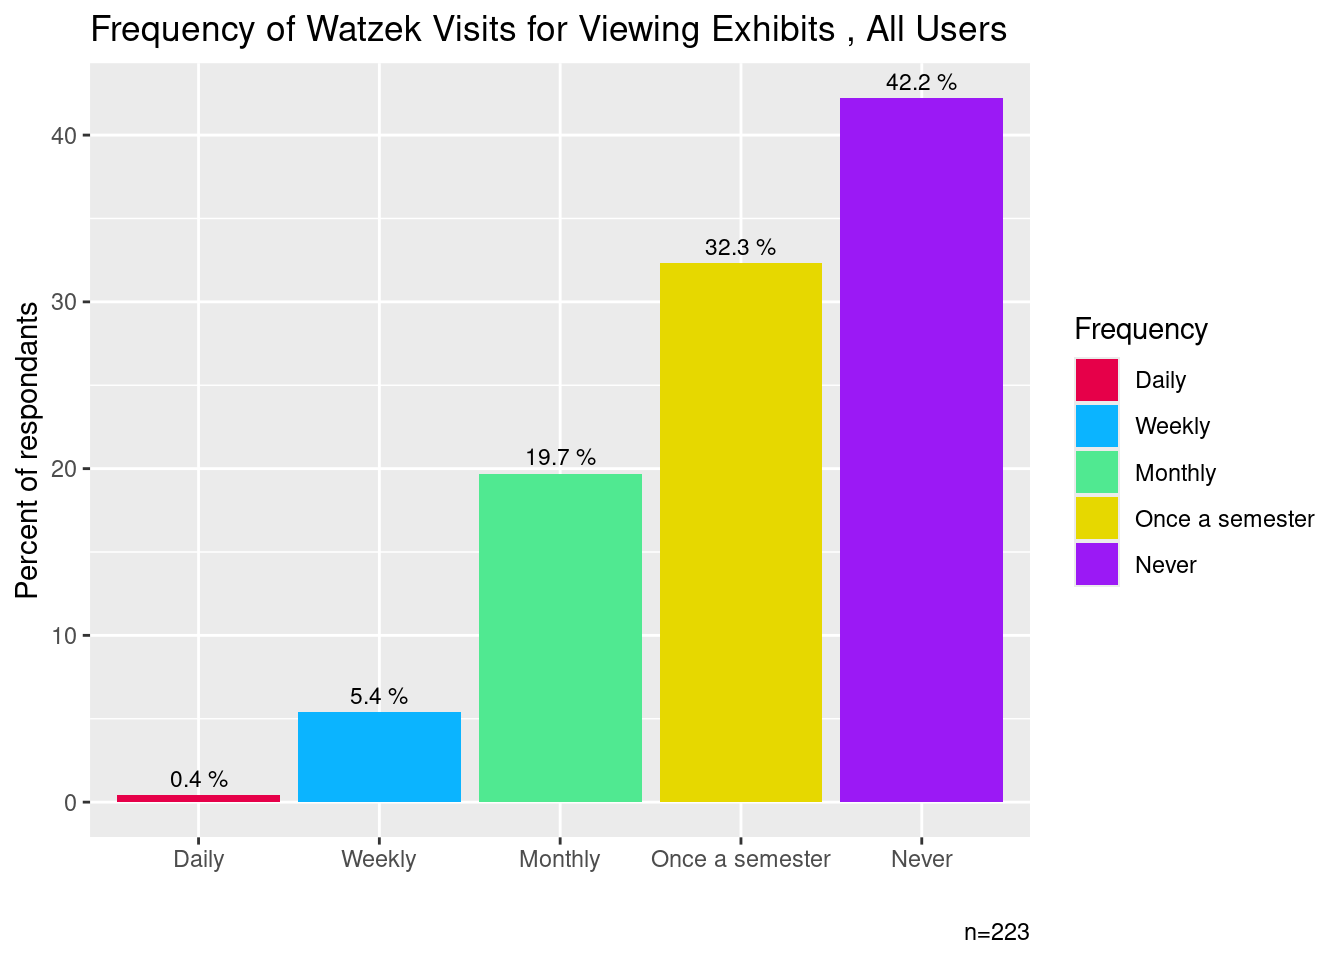 Frequency of Watzek Visits for Viewing Exhibits , All Users
42.2 %
32.3 %
19.7 %
5.4 %
0.4 %
40
30
20
10
0
Percent of respondants
Daily
Weekly
Monthly
Once a semester
Never
Frequency
Daily
Weekly
Monthly
Once a semester
Never
n=223